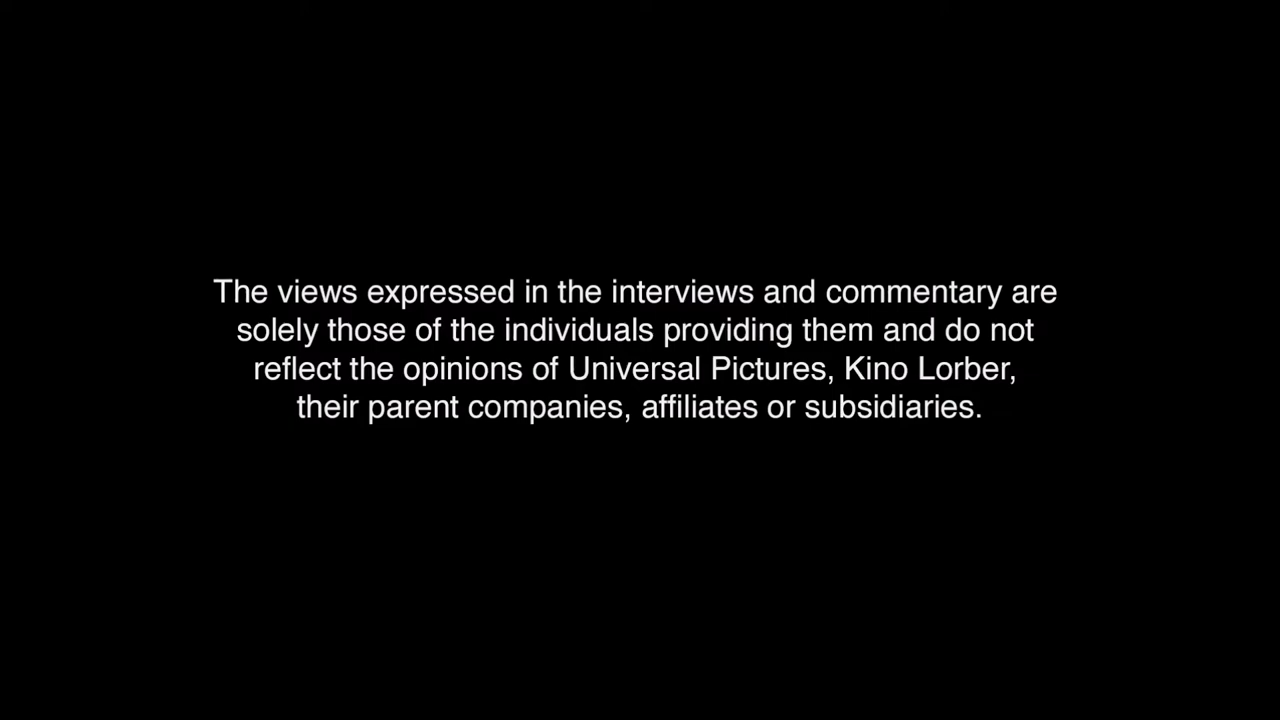 The views expressed in the interviews and commentary are
solely those of the individuals providing them and do not
reflect the opinions of Universal Pictures, Kino Lorber,
their parent companies, affiliates or subsidiaries.